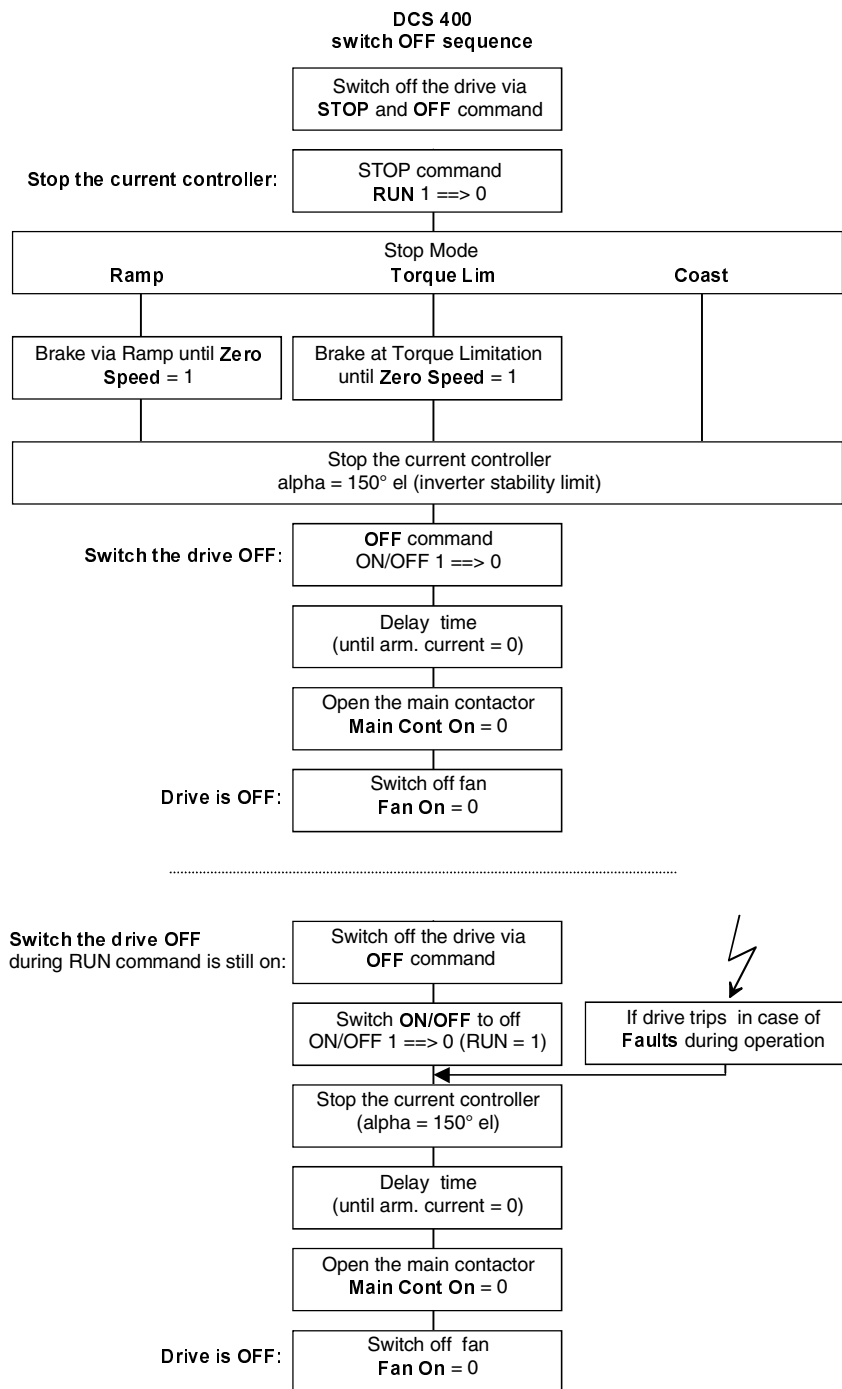 DCS 400
switch OFF sequence
Switch off the drive via
STOP and OFF command
Stop the current controller:
STOP command
RUN 1 ==> 0
Stop Mode
Ramp
Torque Lim
Coast
Brake via Ramp until Zero
Speed = 1
Brake at Torque Limitation
until Zero Speed = 1
Stop the current controller
alpha = 150° el (inverter stability limit)
Switch the drive OFF:
OFF command
ON/OFF 1 ==> 0
Delay time
(until arm. current = 0)
Open the main contactor
Main Cont On = 0
Drive is OFF:
Switch off fan
Fan On = 0
Switch the drive OFF
during RUN command is still on:
Switch off the drive via
OFF command
Switch ON/OFF to off
ON/OFF 1 ==> 0 (RUN = 1)
If drive trips in case of
Faults during operation
Stop the current controller
(alpha = 150° el)
Delay time
(until arm. current = 0)
Open the main contactor
Main Cont On = 0
Drive is OFF:
Switch off fan
Fan On = 0